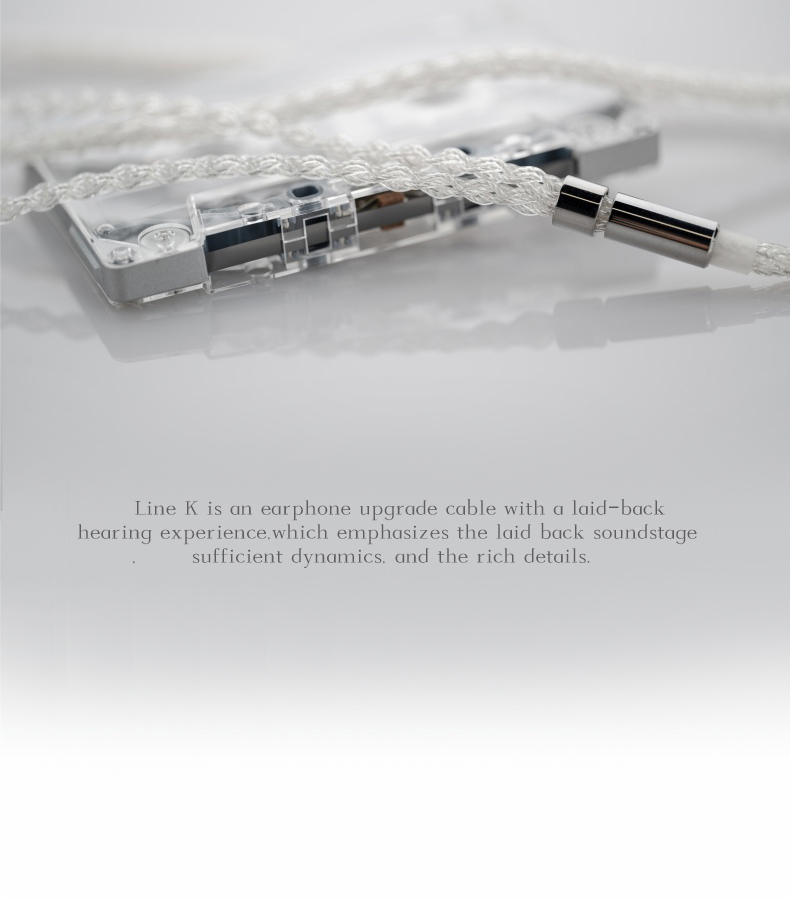 Line K is an earphone upgrade cable with a laid-back
hearing experience,which emphasizes the laid back soundstage
. sufficient dynamics, and the rich details.